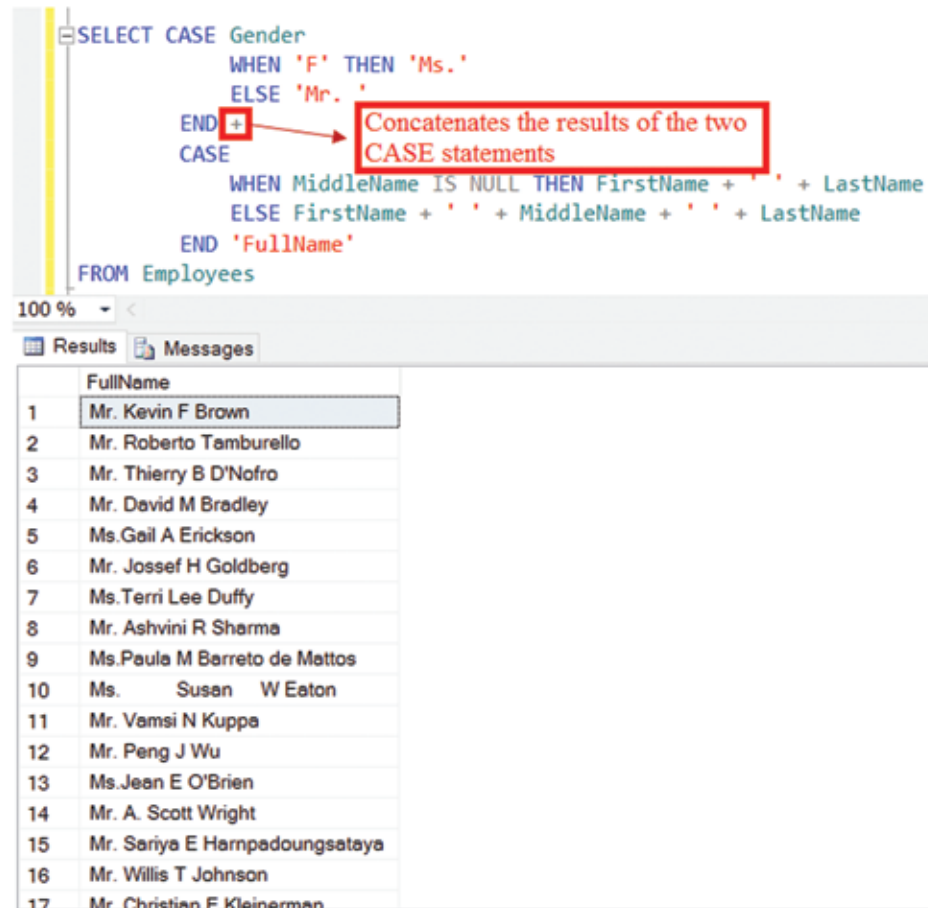 SELECT CASE Gender
WHEN 'F' THEN 'Ms.'
ELSE 'Mr. '
END +
Concatenates the results of the two
CASE statements
CASE
WHEN MiddleName IS NULL THEN FirstName + ' ' + LastName
ELSE FirstName + ' ' + MiddleName + ' ' + LastName
END 'FullName'
FROM Employees
100 %
Results Messages
FullName
1 Mr. Kevin F Brown
2 Mr. Roberto Tamburello
3 Mr. Thierry B D'Nofro
4 Mr. David M Bradley
5 Ms.Gail A Erickson
6 Mr. Jossef H Goldberg
7 Ms.Terri Lee Duffy
8 Mr. Ashvini R Sharma
9 Ms.Paula M Barreto de Mattos
10 Ms. Susan W Eaton
11 Mr. Vamsi N Kuppa
12 Mr. Peng J Wu
13 Ms.Jean E O'Brien
14 Mr. A. Scott Wright
15 Mr. Sariya E Harnpadoungsataya
16 Mr. Willis T Johnson
17 Mr. Christian E Kleinerman